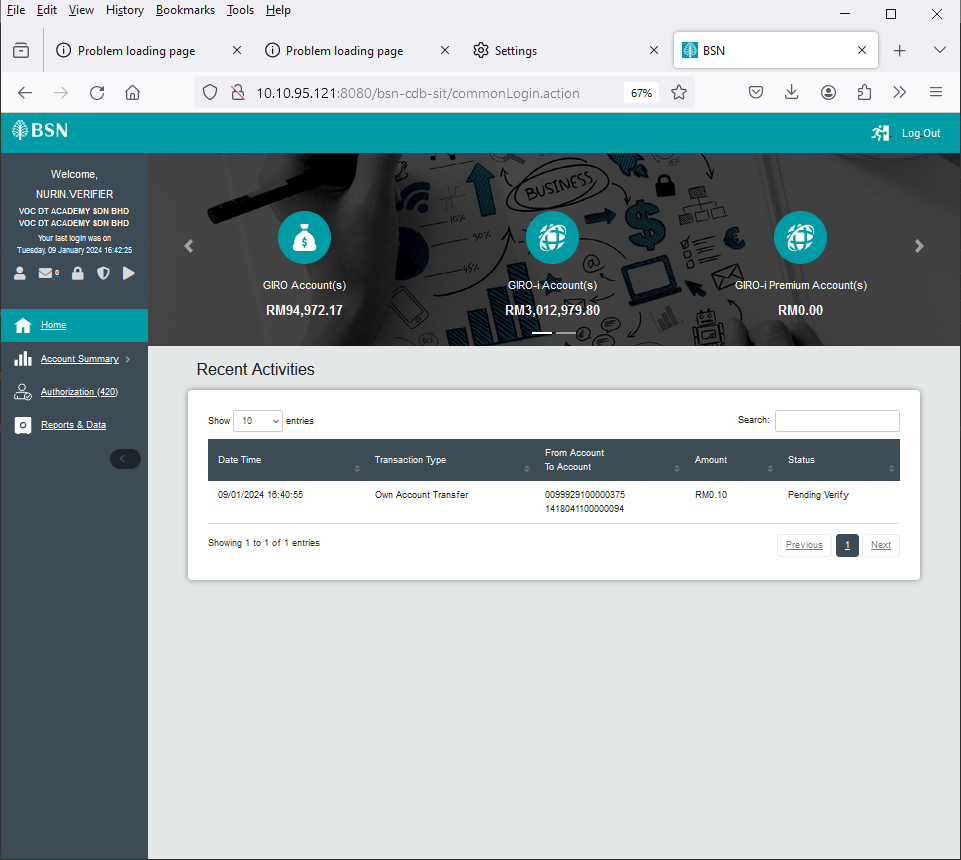 File Edit View History Bookmarks Tools Help
Problem loading page
Problem loading page
Settings
BSN
10.10.95.121:8080/bsn-cdb-sit/commonLogin.action
67%
BSN
Log Out
Welcome,
NURIN.VERIFIER
VOC DT ACADEMY SDN BHD
VOC DT ACADEMY SDN BHD
Your last login was on
Tuesday, 09 January 2024 16:42:25
0
Home
Account Summary
Authorization (420)
Reports & Data
BUSINESS
10%
30%
45%
@
GIRO Account(s)
RM94,972.17
GIRO-i Account(s)
RM3,012,979.80
GIRO-i Premium Account(s)
RM0.00
Recent Activities
Show 10 entries
Search:
Date Time
Transaction Type
From Account
To Account
Amount
Status
09/01/2024 16:40:55
Own Account Transfer
0099929100000375
1418041100000094
RM0.10
Pending Verify
Showing 1 to 1 of 1 entries
Previous 1 Next